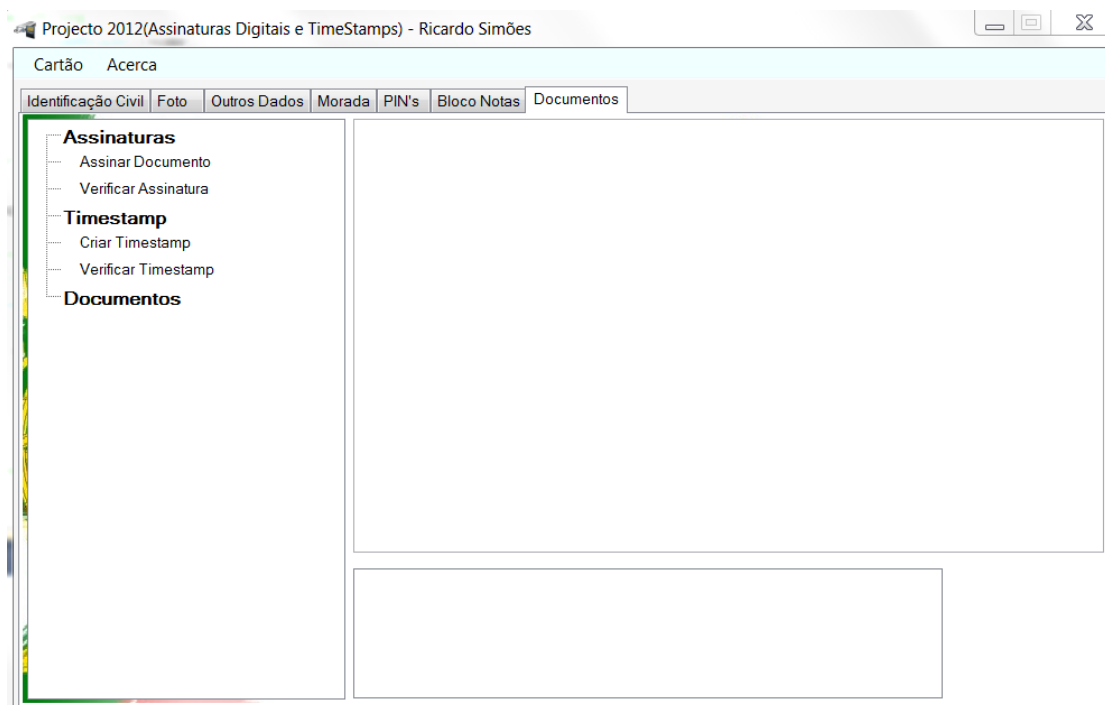 Projecto 2012(Assinaturas Digitais e TimeStamps) - Ricardo Simões
Cartão Acerca
Identificação Civil Foto Outros Dados Morada PIN's Bloco Notas Documentos
Assinaturas
Assinar Documento
Verificar Assinatura
Timestamp
Criar Timestamp
Verificar Timestamp
Documentos